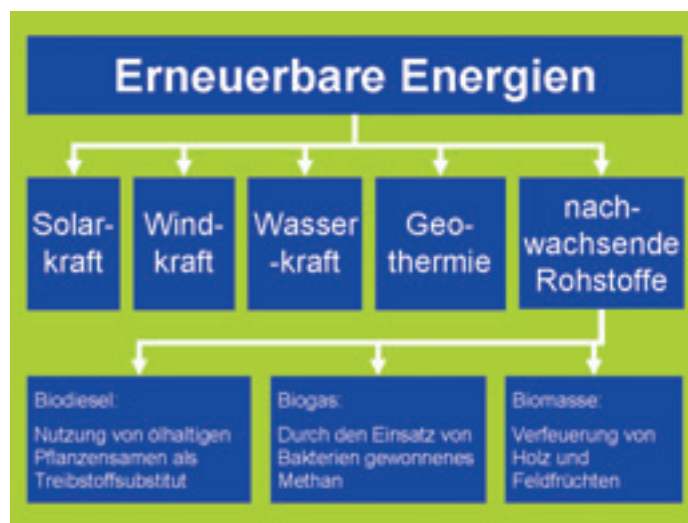 Erneuerbare Energien
Solar-
kraft
Wind-
kraft
Wasser
-kraft
Geo-
thermie
nach-
wachsende
Rohstoffe
Biodiesel:
Nutzung von ölhaltigen
Pflanzensamen als
Treibstoffsubstitut
Biogas:
Durch den Einsatz von
Bakterien gewonnenes
Methan
Biomasse:
Verfeuerung von
Holz und
Feldfrüchten